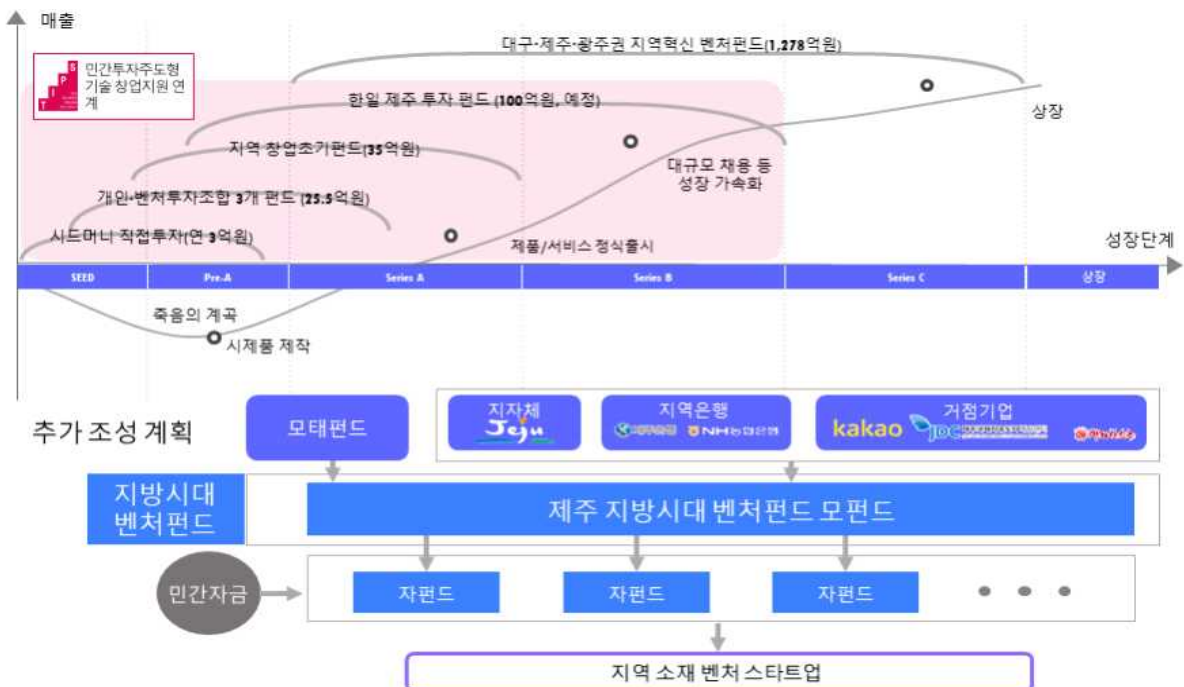 매출
대구·제주·광주권 지역혁신 벤처펀드(1,278억원)
S
P
I
T
민간투자주도형
기술 창업지원 연
계
한일 제주 투자 펀드 (100억원, 예정)
상장
지역 창업초기펀드(35억원)
대규모 채용 등
성장 가속화
개인·벤처투자조합 3개 펀드 (25.5억원)
시드머니 직접투자(연 3억원)
제품/서비스 정식출시
성장단계
SEED
Pre-A
Series A
Series B
Series C
상장
죽음의 계곡
시제품 제작
추가 조성 계획
모태펀드
지자체
Jeju
지역은행
제주은행
NH농협은행
거점기업
kakao
JDC
지방시대
벤처펀드
제주 지방시대 벤처펀드 모펀드
민간자금
자펀드
자펀드
자펀드
지역 소재 벤처 스타트업